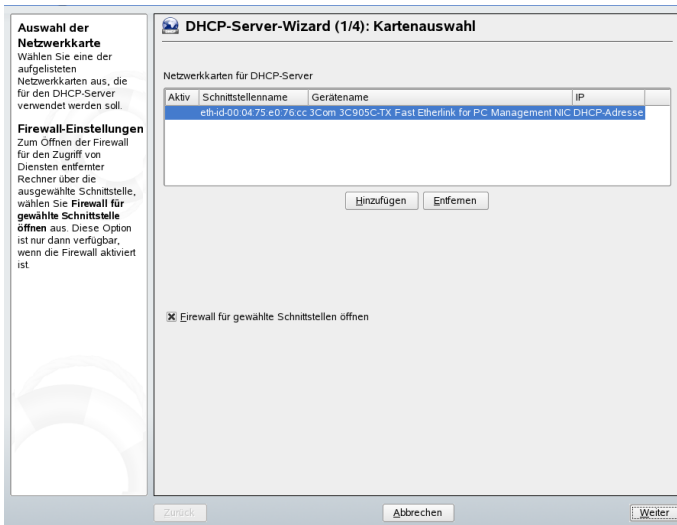 Auswahl der
Netzwerkkarte
Wählen Sie eine der
aufgelisteten
Netzwerkkarten aus, die
für den DHCP-Server
verwendet werden soll.
Firewall-Einstellungen
Zum Öffnen der Firewall
für den Zugriff von
Diensten entfernter
Rechner über die
ausgewählte Schnittstelle,
wählen Sie Firewall für
gewählte Schnittstelle
öffnen aus. Diese Option
ist nur dann verfügbar,
wenn die Firewall aktiviert
ist.
DHCP-Server-Wizard (1/4): Kartenauswahl
Netzwerkkarten für DHCP-Server
Aktiv Schnittstellenname Gerätename IP
eth-id-00:04:75:e0:76:cc 3Com 3C905C-TX Fast Etherlink for PC Management NIC DHCP-Adresse
Hinzufügen Entfernen
Firewall für gewählte Schnittstellen öffnen
Zurück Abbrechen Weiter